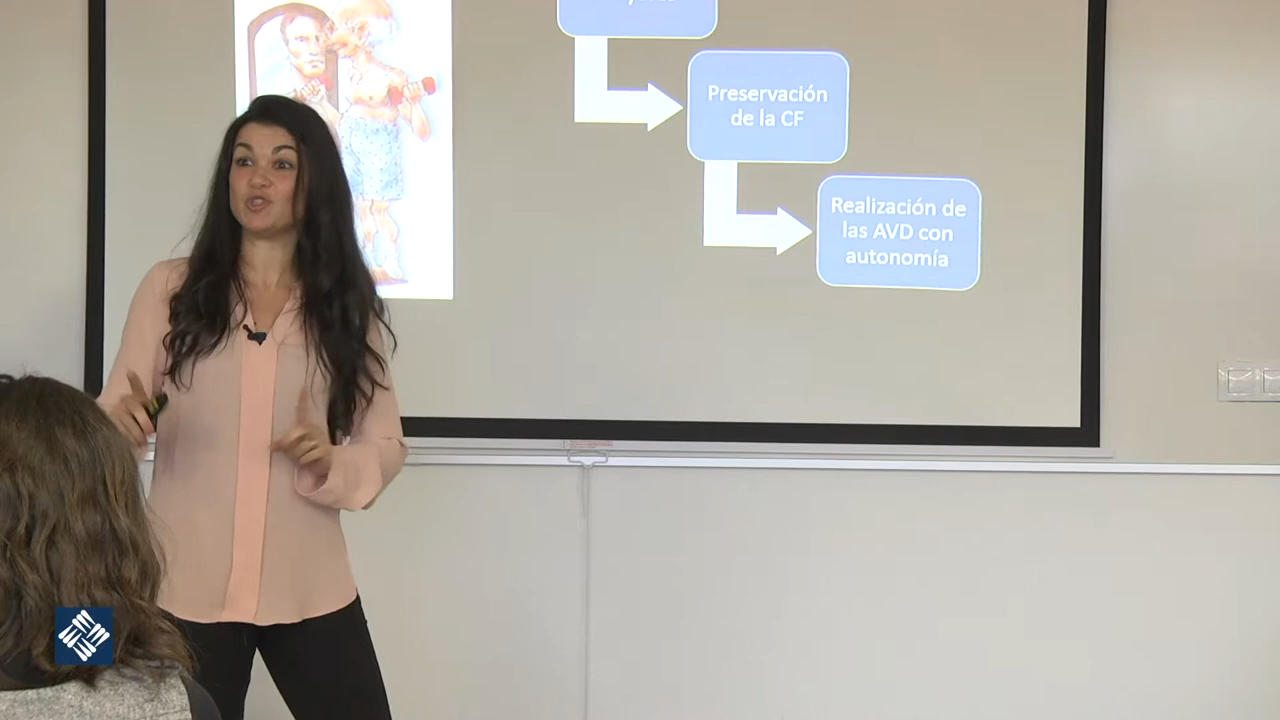 Preservación
de la CF
Realización de
las AVD con
autonomía